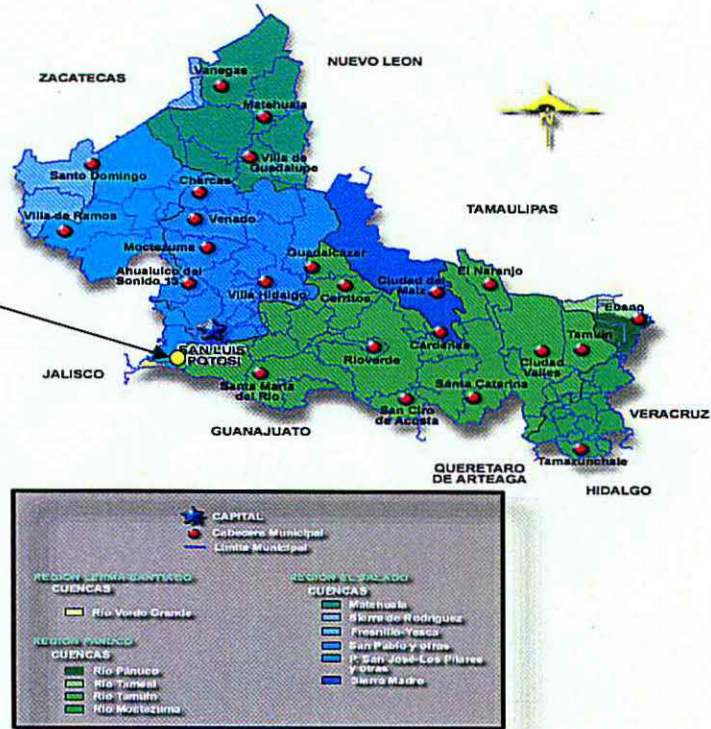 NUEVO LEON
ZACATECAS
Vanegas
Matehuala
N
Villa de
Guadalupe
Santo Domingo
Charcas
TAMAULIPAS
Villa de Ramos
Venado
Moctezuma
Guadalcazar
El Naranjo
Ahualulco del
Sonido 13
Villa Hidalgo
Cerritos
Ciudad del
Maiz
Ebano
SAN LUIS
POTOSI
Cárdenas
Tamuin
Rioverde
Ciudad
Valles
JALISCO
Santa Maria
del Rio
Santa Catarina
San Ciro
de Acosta
VERACRUZ
GUANAJUATO
Tamazunchale
QUERETARO
DE ARTEAGA
HIDALGO
CAPITAL
Cabecera Municipal
Limite Municipal
REGION LERMA-SANTIAGO
CUENCAS
Río Verde Grande
REGION PANUCO
CUENCAS
Río Pánuco
Río Tamesí
Río Tamuín
Río Moctezuma
REGION EL SALADO
CUENCAS
Matehuala
Sierra de Rodriguez
Fresnillo-Yesca
San Pablo y otras
P. San José-Los Pilares
y otras
Sierra Madre